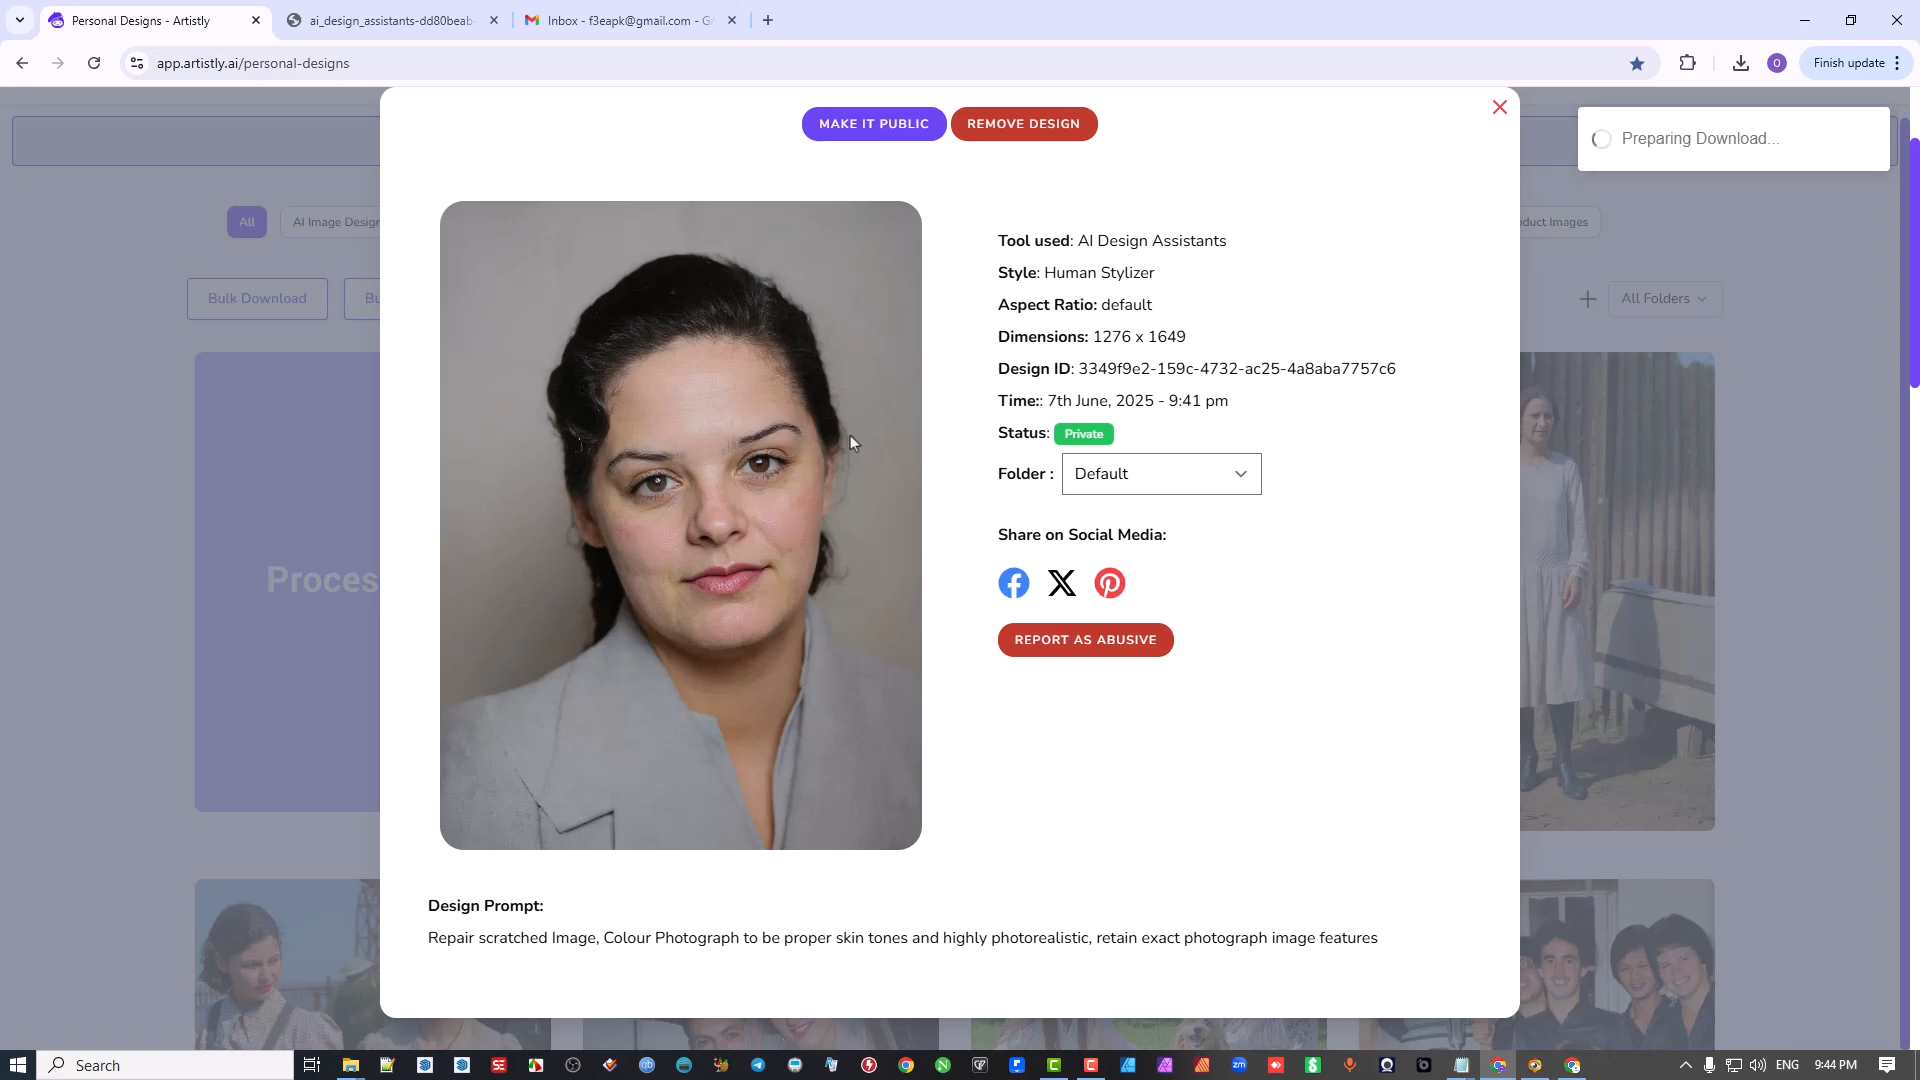 Personal Designs - Artistly
ai_design_assistants-dd80beab
Inbox - f3eapk@gmail.com - G
app.artistly.ai/personal-designs
Finish update
MAKE IT PUBLIC
REMOVE DESIGN
Preparing Download...
All
AI Image Design
duct Images
Bulk Download
Bu
All Folders
Proces
Tool used: AI Design Assistants
Style: Human Stylizer
Aspect Ratio: default
Dimensions: 1276 x 1649
Design ID: 3349f9e2-159c-4732-ac25-4a8aba7757c6
Time:: 7th June, 2025 - 9:41 pm
Status: Private
Folder : Default
Share on Social Media:
REPORT AS ABUSIVE
Design Prompt:
Repair scratched Image, Colour Photograph to be proper skin tones and highly photorealistic, retain exact photograph image features
Search
ENG
9:44 PM